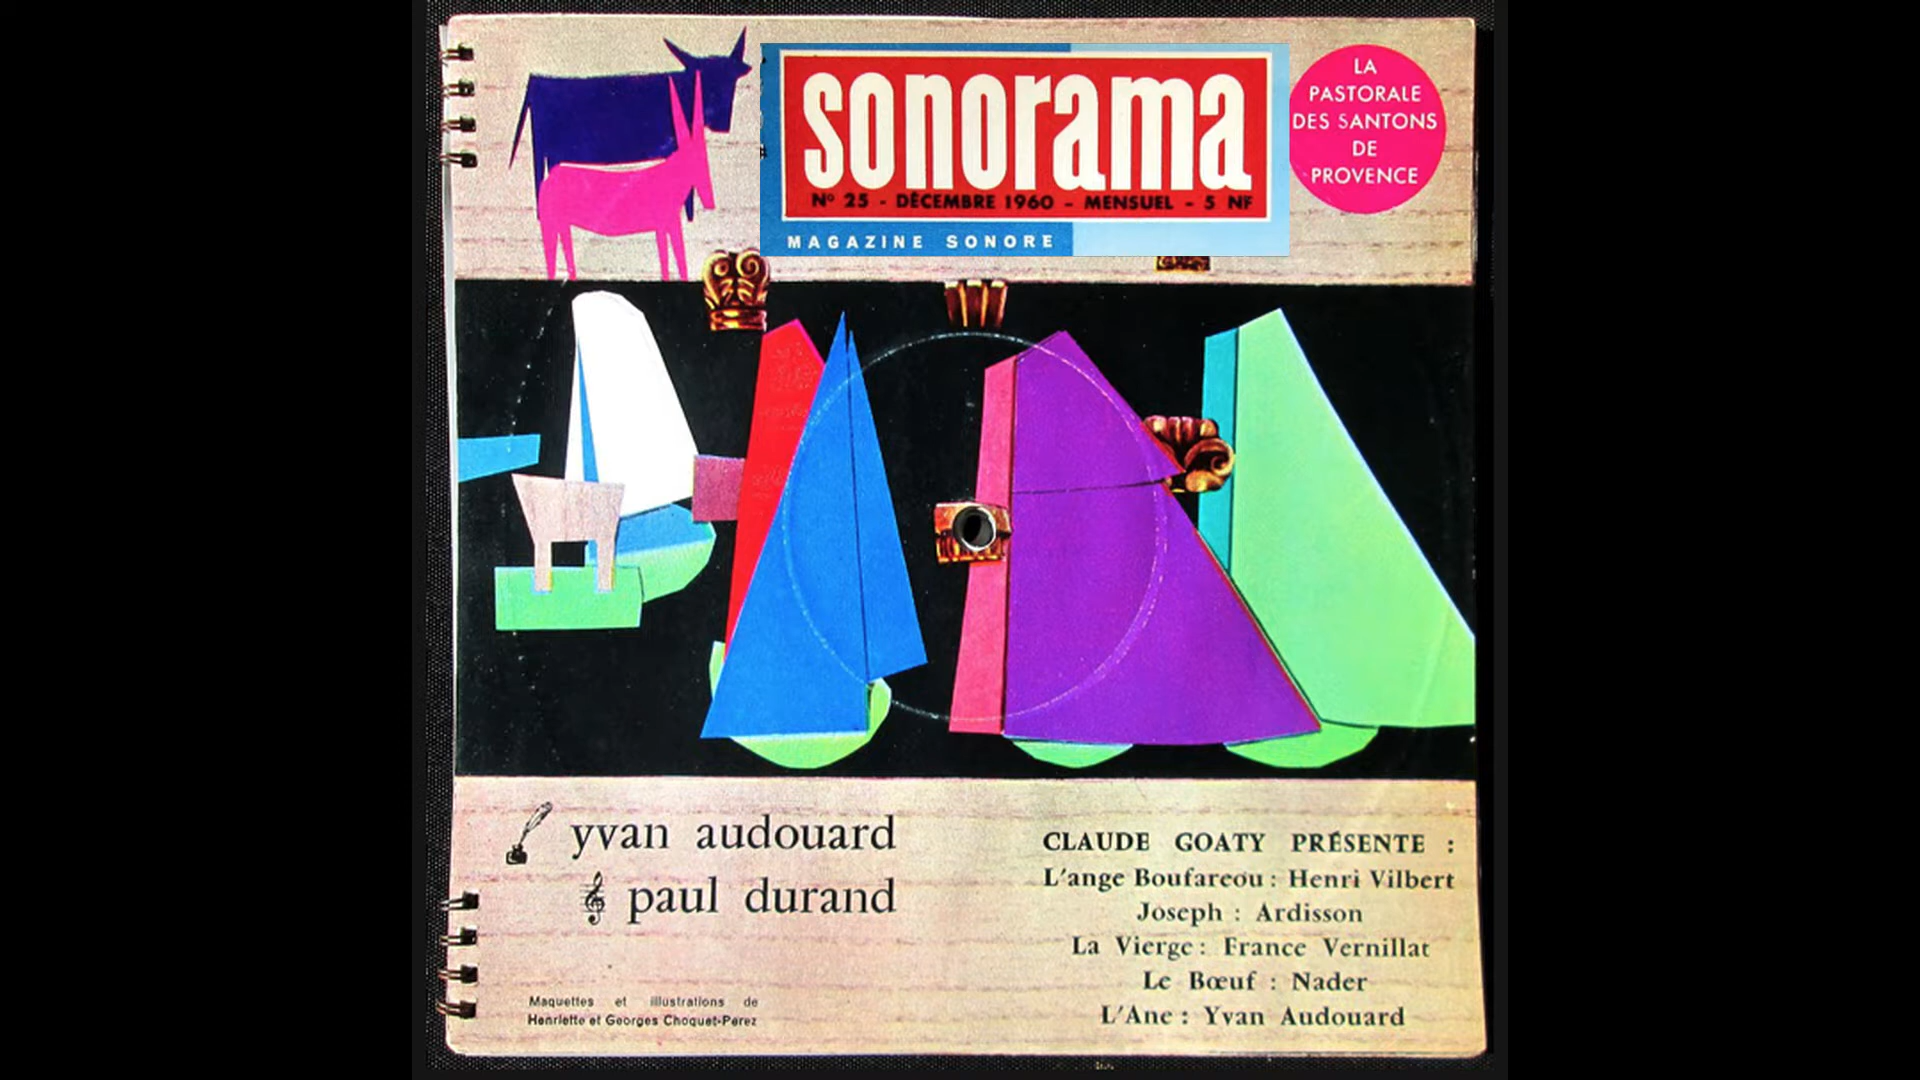 sonorama
Nº 25 - DÉCEMBRE 1960 - MENSUEL - 5 NF
MAGAZINE SONORE
LA
PASTORALE
DES SANTONS
DE
PROVENCE
yvan audouard
paul durand
Maquettes et illustrations de
Henriette et Georges Choquet-Perez
CLAUDE GOATY PRÉSENTE :
L'ange Boufareou : Henri Vilbert
Joseph : Ardisson
La Vierge : France Vernillat
Le Bœuf : Nader
L'Ane : Yvan Audouard